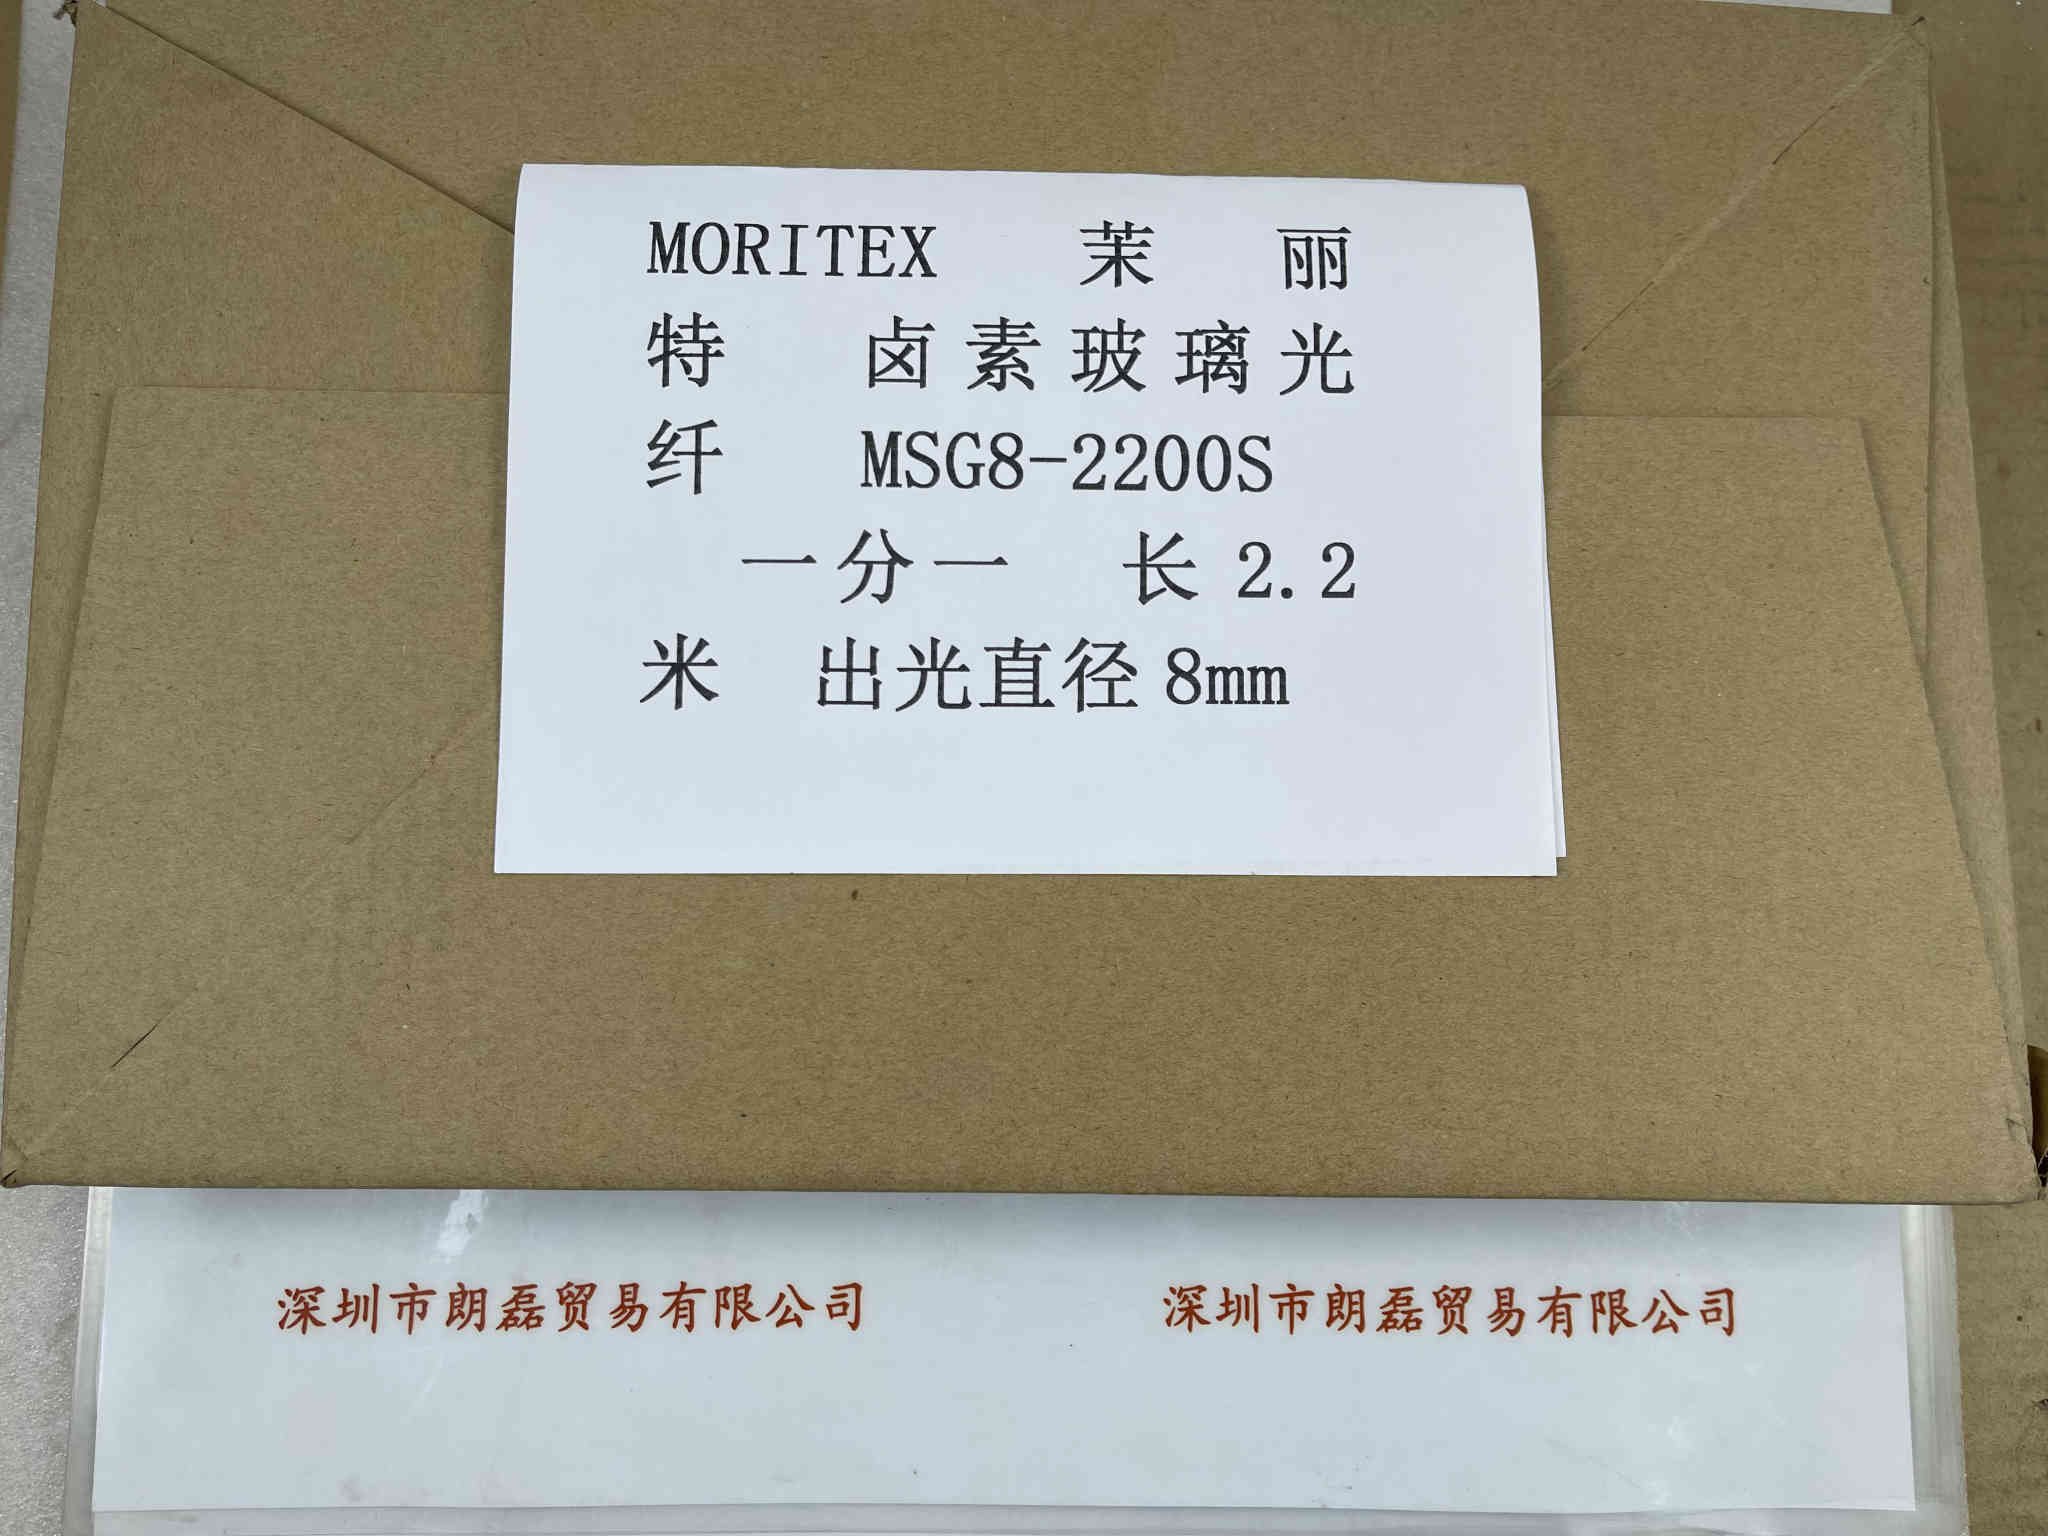 MORITEX 茉 丽
特 卤素玻璃光
纤 MSG8-2200S
一分一 长 2.2
米 出光直径 8mm
深圳市朗磊贸易有限公司 深圳市朗磊贸易有限公司